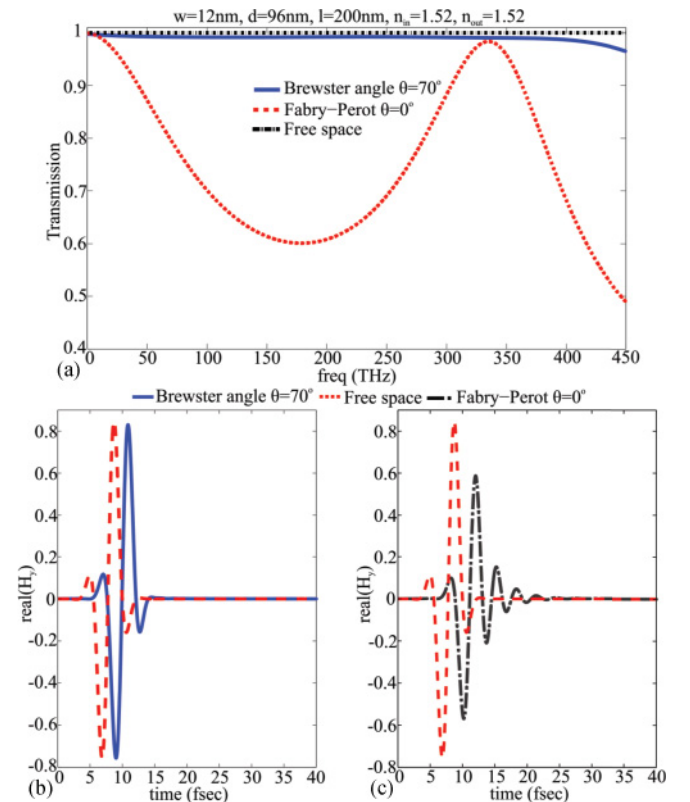 w=12nm, d=96nm, l=200nm, n_in=1.52, n_out=1.52
1
0.9
0.8
0.7
0.6
0.5
0.4
Transmission
Brewster angle θ=70°
Fabry−Perot θ=0°
Free space
0 50 100 150 200 250 300 350 400 450
(a) freq (THz)
Brewster angle θ=70° Free space Fabry−Perot θ=0°
0.8
0.6
0.4
0.2
0
-0.2
-0.4
-0.6
-0.8
real(H_y)
0 5 10 15 20 25 30 35 40
(b) time (fsec)
0.8
0.6
0.4
0.2
0
-0.2
-0.4
-0.6
-0.8
real(H_y)
0 5 10 15 20 25 30 35 40
(c) time (fsec)